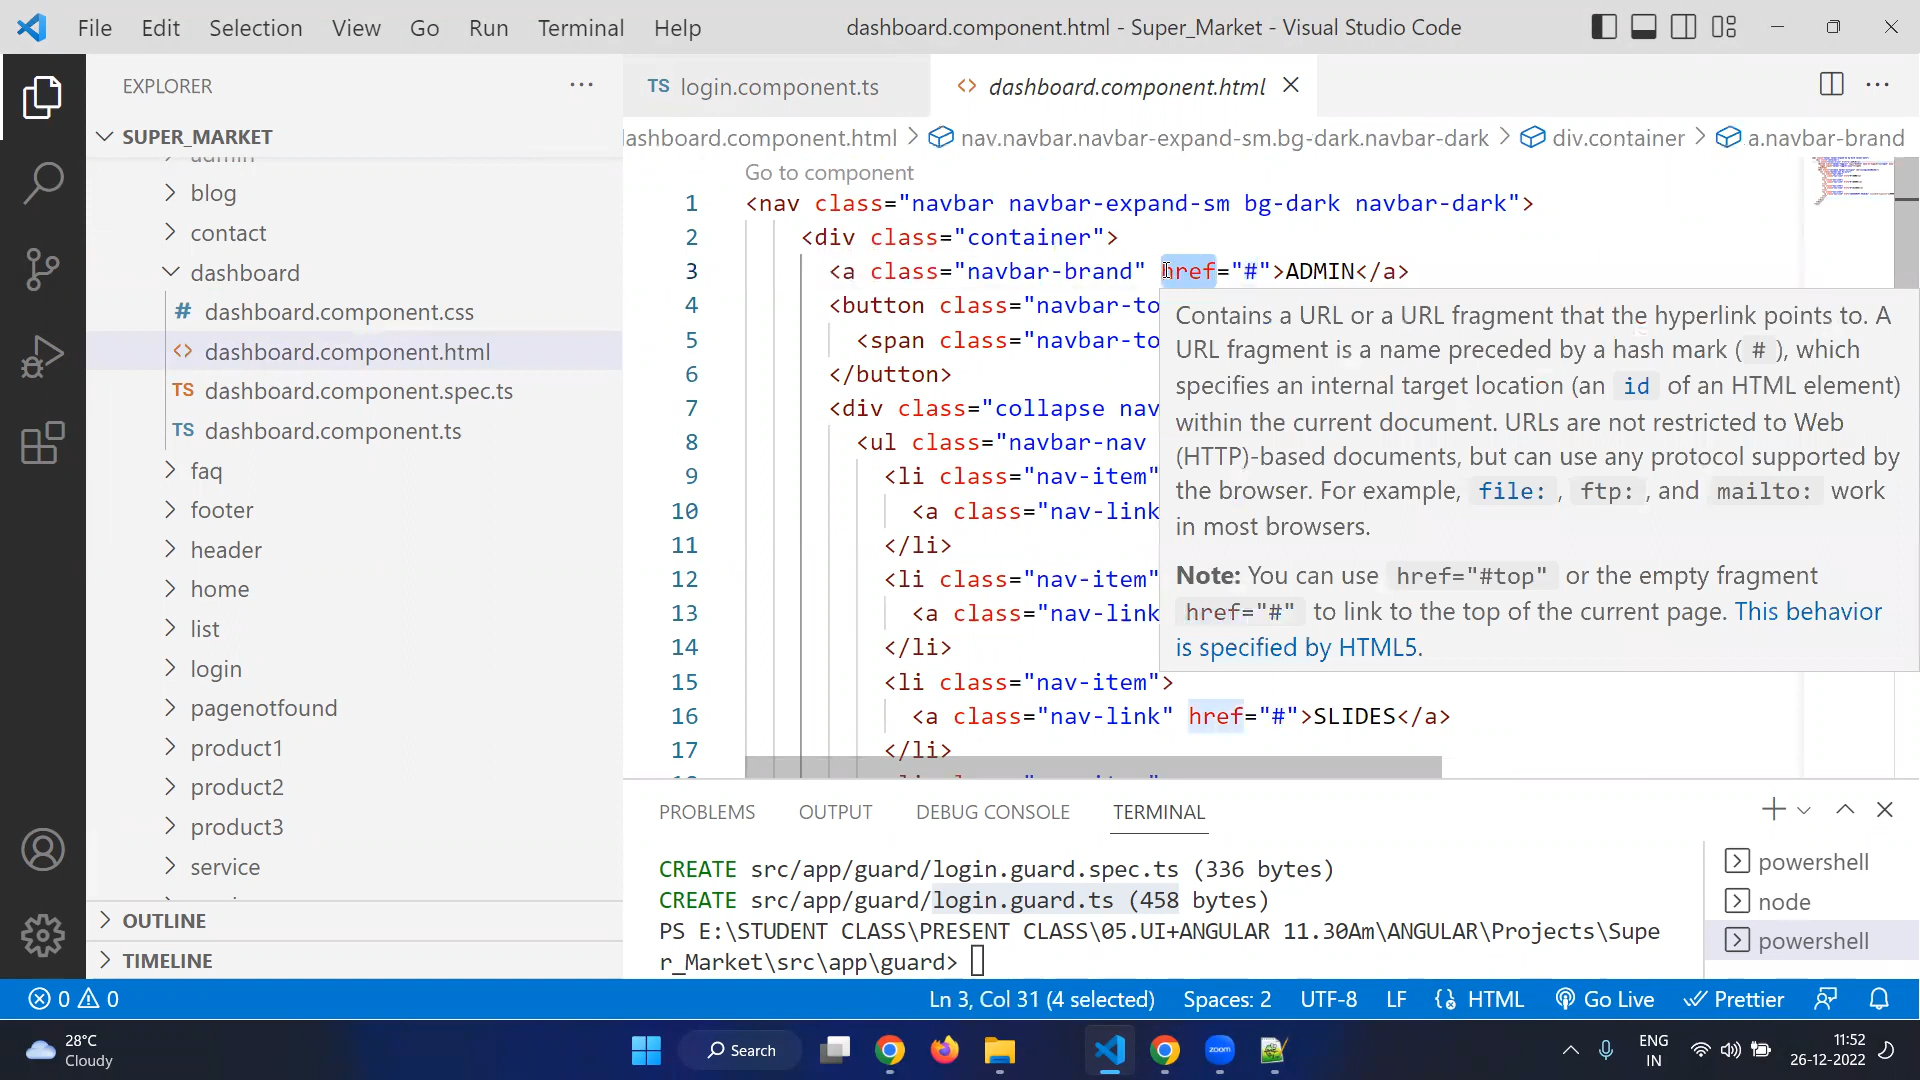 File Edit Selection View Go Run Terminal Help dashboard.component.html - Super_Market - Visual Studio Code
EXPLORER
SUPER_MARKET
admin
blog
contact
dashboard
# dashboard.component.css
<> dashboard.component.html
TS dashboard.component.spec.ts
TS dashboard.component.ts
faq
footer
header
home
list
login
pagenotfound
product1
product2
product3
service
OUTLINE
TIMELINE
TS login.component.ts
<> dashboard.component.html
dashboard.component.html > nav.navbar.navbar-expand-sm.bg-dark.navbar-dark > div.container > a.navbar-brand
Go to component
1 <nav class="navbar navbar-expand-sm bg-dark navbar-dark">
2 <div class="container">
3 <a class="navbar-brand" href="#">ADMIN</a>
4 <button class="navbar-to
5 <span class="navbar-to
6 </button>
7 <div class="collapse nav
8 <ul class="navbar-nav
9 <li class="nav-item"
10 <a class="nav-link
11 </li>
12 <li class="nav-item"
13 <a class="nav-link
14 </li>
15 <li class="nav-item">
16 <a class="nav-link" href="#">SLIDES</a>
17 </li>
Contains a URL or a URL fragment that the hyperlink points to. A
URL fragment is a name preceded by a hash mark ( # ), which
specifies an internal target location (an id of an HTML element)
within the current document. URLs are not restricted to Web
(HTTP)-based documents, but can use any protocol supported by
the browser. For example, file: , ftp: , and mailto: work
in most browsers.
Note: You can use href="#top" or the empty fragment
href="#" to link to the top of the current page. This behavior
is specified by HTML5.
PROBLEMS OUTPUT DEBUG CONSOLE TERMINAL
CREATE src/app/guard/login.guard.spec.ts (336 bytes)
CREATE src/app/guard/login.guard.ts (458 bytes)
PS E:\STUDENT CLASS\PRESENT CLASS\05.UI+ANGULAR 11.30Am\ANGULAR\Projects\Supe
r_Market\src\app\guard>
powershell
node
powershell
0 0 Ln 3, Col 31 (4 selected) Spaces: 2 UTF-8 LF HTML Go Live Prettier
28°C
Cloudy
Search
zoom
ENG
IN
11:52
26-12-2022